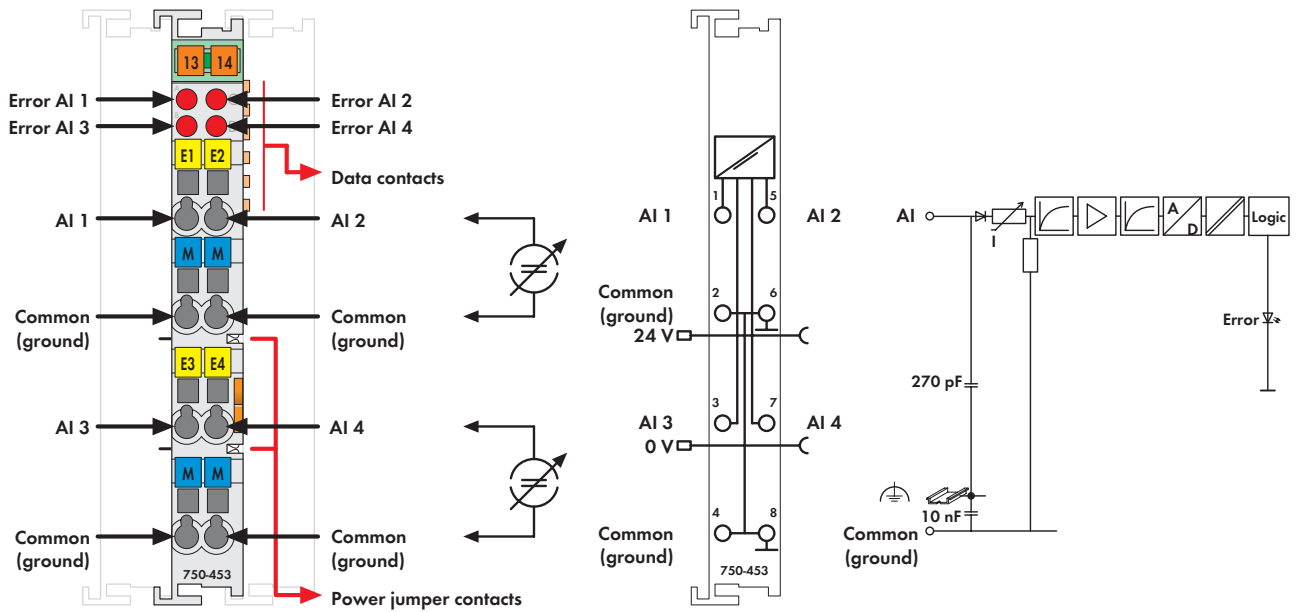 13 14
Error AI 1
Error AI 2
Error AI 3
Error AI 4
E1 E2
Data contacts
AI 1
AI 2
M M
Common
(ground)
Common
(ground)
E3 E4
AI 3
AI 4
M M
Common
(ground)
Common
(ground)
750-453
Power jumper contacts
1 5
AI 1
AI 2
2 6
Common
(ground)
24 V
3 7
AI 3
AI 4
0 V
4 8
Common
(ground)
750-453
AI
I
A
D
Logic
Error
270 pF
10 nF
Common
(ground)